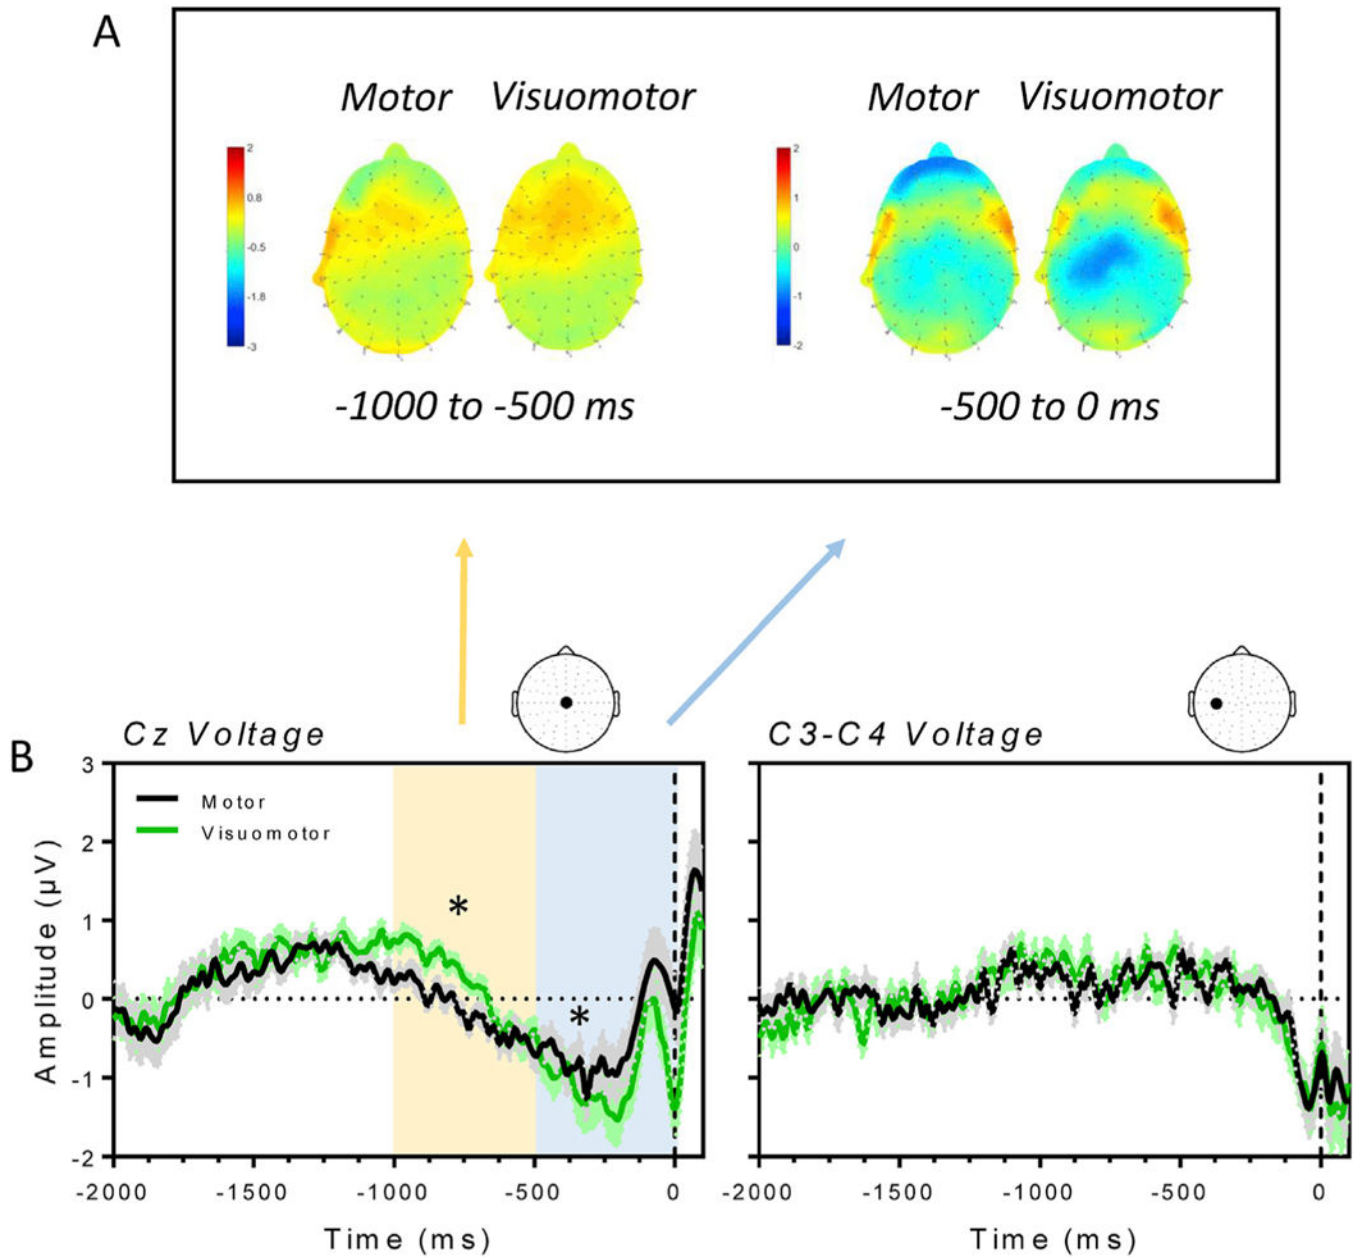 A
Motor Visuomotor Motor Visuomotor
2 2
0.8 1
-0.5 0
-1.8 -1
-3 -2
-1000 to -500 ms -500 to 0 ms
B
Cz Voltage C3-C4 Voltage
3
Motor
Visuomotor
2
*
1
0
*
-1
-2
Amplitude (µV)
-2000 -1500 -1000 -500 0 -2000 -1500 -1000 -500 0
Time (ms) Time (ms)